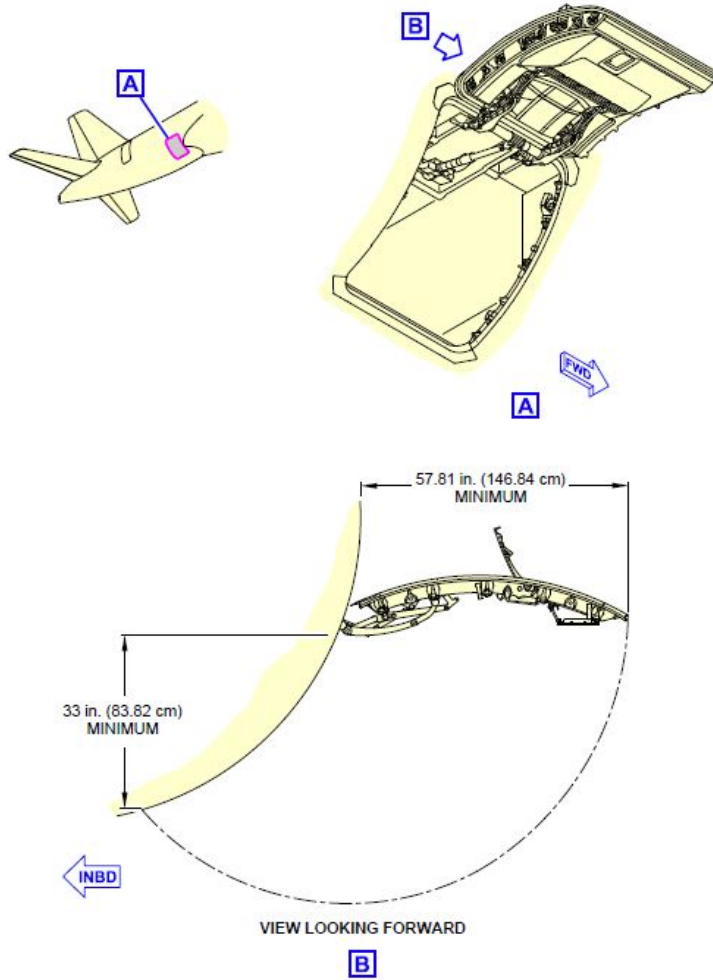 B
A
FWD
A
57.81 in. (146.84 cm)
MINIMUM
33 in. (83.82 cm)
MINIMUM
INBD
VIEW LOOKING FORWARD
B